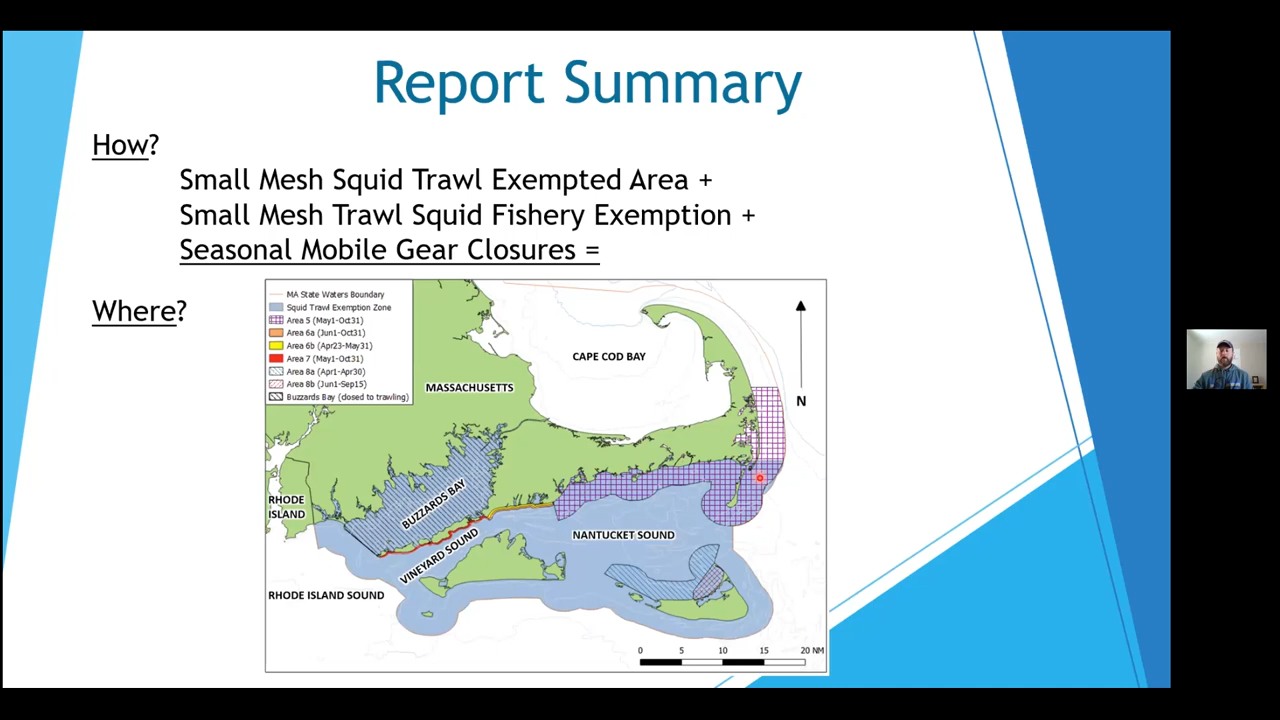 Report Summary
How?
Small Mesh Squid Trawl Exempted Area +
Small Mesh Trawl Squid Fishery Exemption +
Seasonal Mobile Gear Closures =
Where?
MA State Waters Boundary
Squid Trawl Exemption Zone
Area 5 (May1-Oct31)
Area 6a (Jun1-Oct31)
Area 6b (Apr23-May31)
Area 7 (May1-Oct31)
Area 8a (Apr1-Apr30)
Area 8b (Jun1-Sep15)
Buzzards Bay (closed to trawling)
CAPE COD BAY
MASSACHUSETTS
N
RHODE
ISLAND
BUZZARDS BAY
NANTUCKET SOUND
VINEYARD SOUND
RHODE ISLAND SOUND
0 5 10 15 20 NM